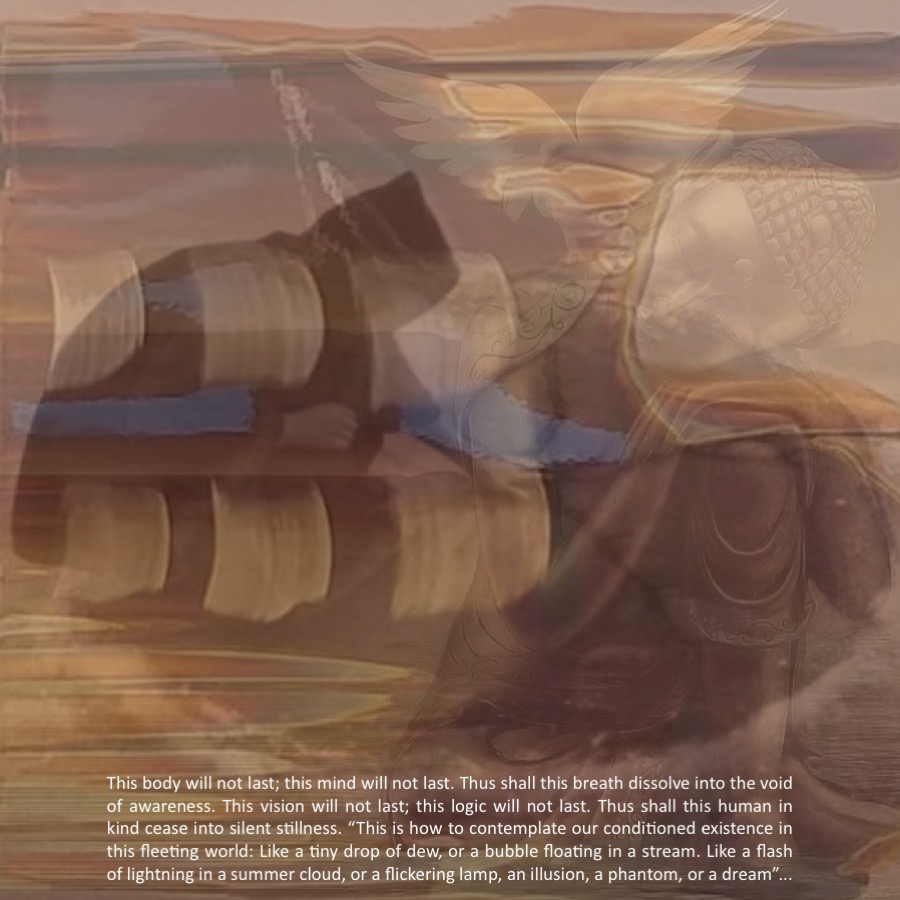 This body will not last; this mind will not last. Thus shall this breath dissolve into the void
of awareness. This vision will not last; this logic will not last. Thus shall this human in
kind cease into silent stillness. “This is how to contemplate our conditioned existence in
this fleeting world: Like a tiny drop of dew, or a bubble floating in a stream. Like a flash
of lightning in a summer cloud, or a flickering lamp, an illusion, a phantom, or a dream”...